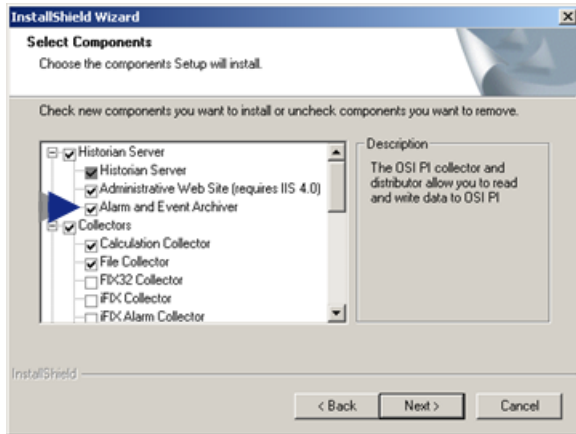 InstallShield Wizard
Select Components
Choose the components Setup will install.
Check new components you want to install or uncheck components you want to remove.
Historian Server
Historian Server
Administrative Web Site (requires IIS 4.0)
Alarm and Event Archiver
Collectors
Calculation Collector
File Collector
FIX32 Collector
iFIX Collector
iFIX Alarm Collector
Description
The OSI PI collector and
distributor allow you to read
and write data to OSI PI
InstallShield
< Back Next > Cancel